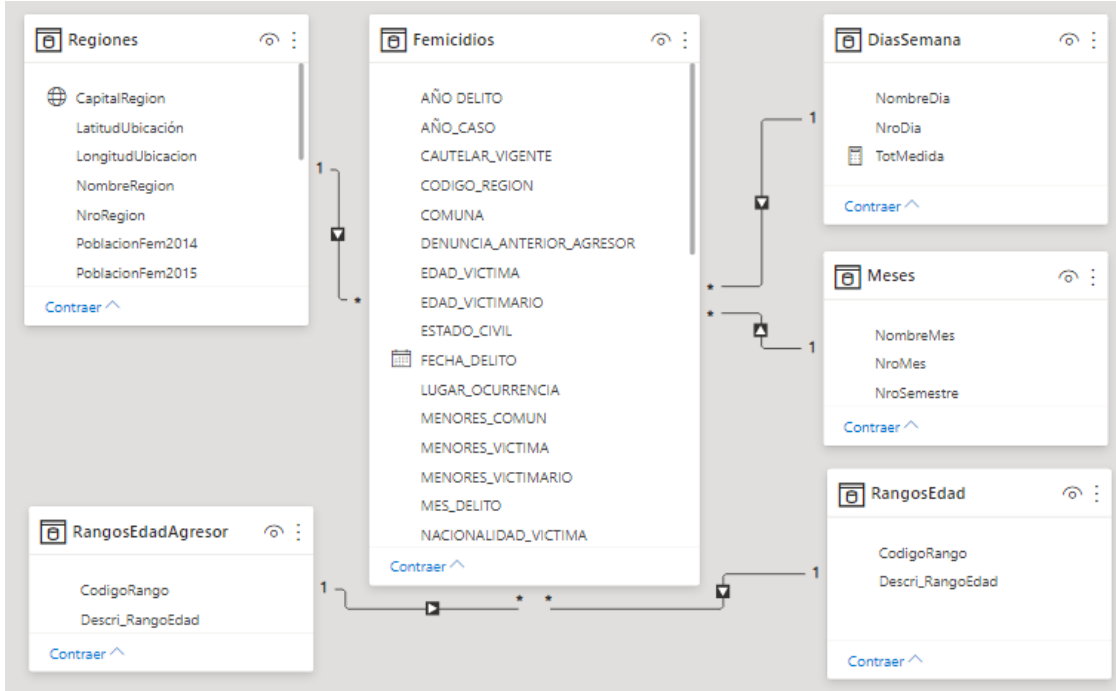 Regiones
CapitalRegion
LatitudUbicación
LongitudUbicacion
NombreRegion
NroRegion
PoblacionFem2014
PoblacionFem2015
Contraer
1
*
Femicidios
AÑO DELITO
AÑO_CASO
CAUTELAR_VIGENTE
CODIGO_REGION
COMUNA
DENUNCIA_ANTERIOR_AGRESOR
EDAD_VICTIMA
EDAD_VICTIMARIO
ESTADO_CIVIL
FECHA_DELITO
LUGAR_OCURRENCIA
MENORES_COMUN
MENORES_VICTIMA
MENORES_VICTIMARIO
MES_DELITO
NACIONALIDAD_VICTIMA
Contraer
DiasSemana
NombreDia
NroDia
TotMedida
Contraer
1
*
Meses
NombreMes
NroMes
NroSemestre
Contraer
*
1
RangosEdadAgresor
CodigoRango
Descri_RangoEdad
Contraer
1
*
RangosEdad
CodigoRango
Descri_RangoEdad
Contraer
*
1